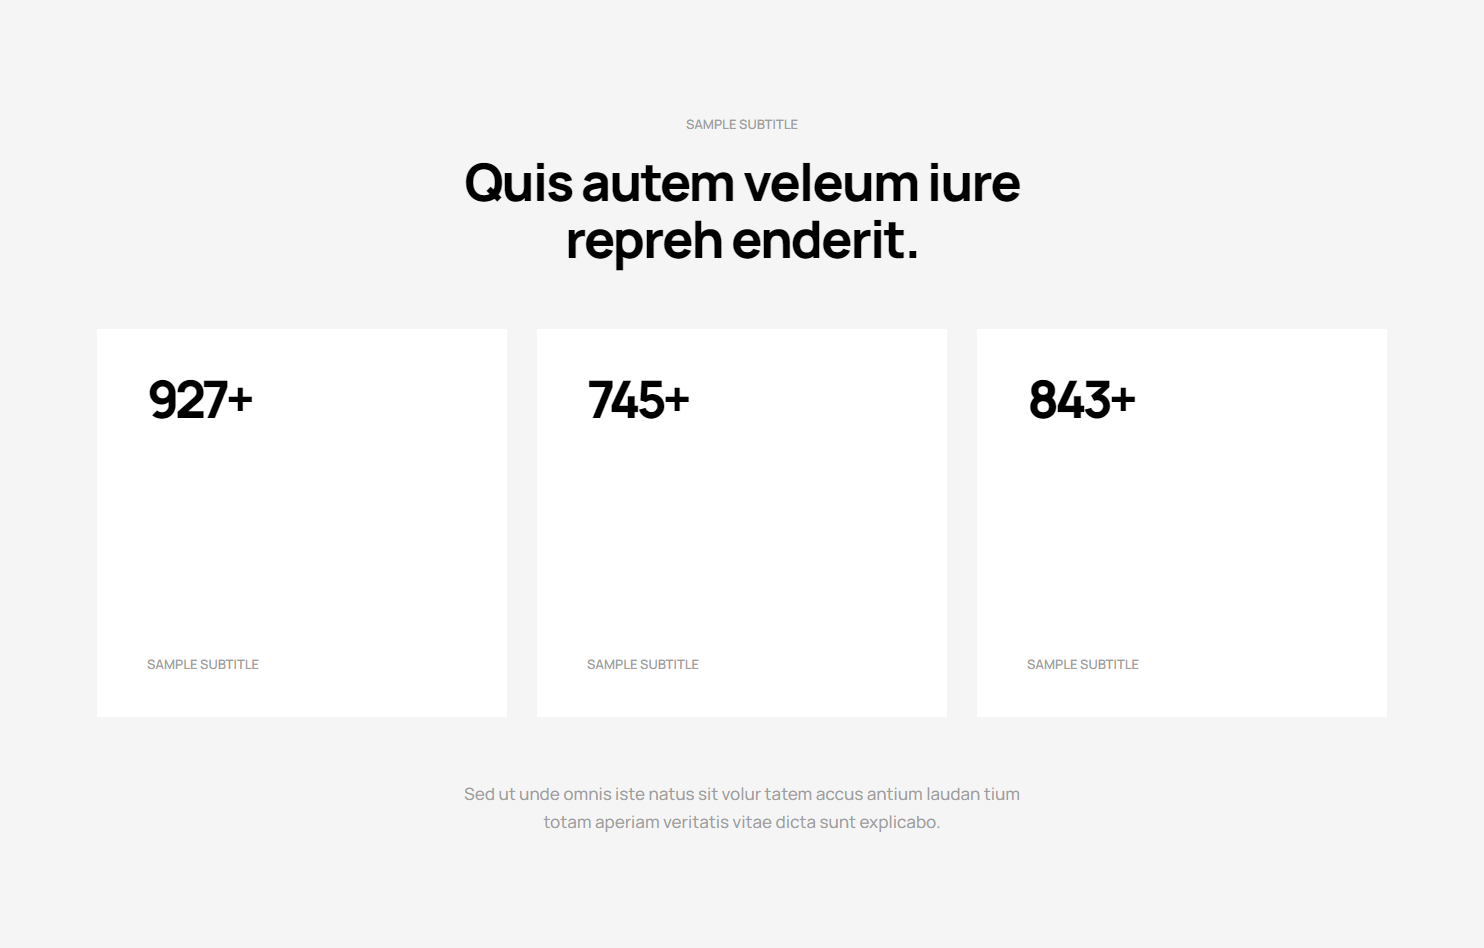 SAMPLE SUBTITLE
Quis autem veleum iure
repreh enderit.
927+
SAMPLE SUBTITLE
745+
SAMPLE SUBTITLE
843+
SAMPLE SUBTITLE
Sed ut unde omnis iste natus sit volur tatem accus antium laudan tium
totam aperiam veritatis vitae dicta sunt explicabo.